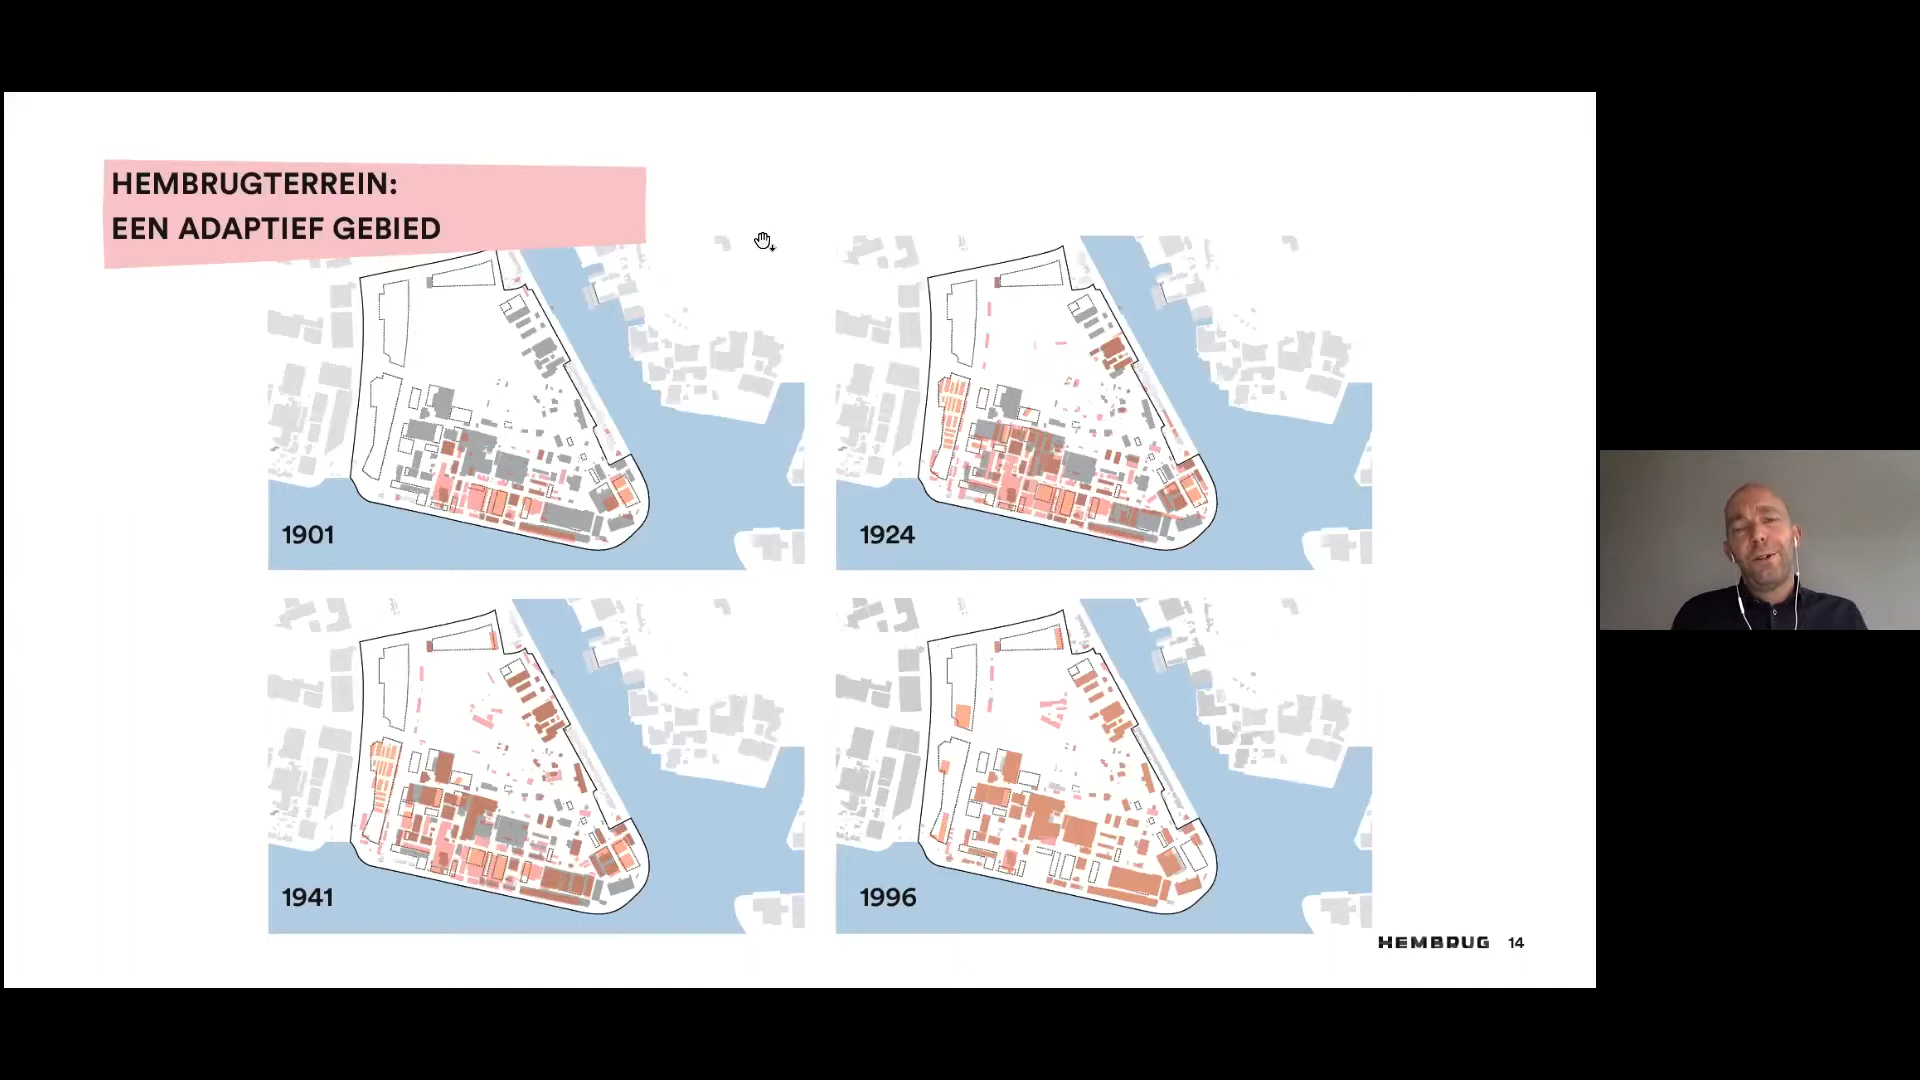 HEMBRUGTERREIN:
EEN ADAPTIEF GEBIED
1901
1924
1941
1996
HEMBRUG 14